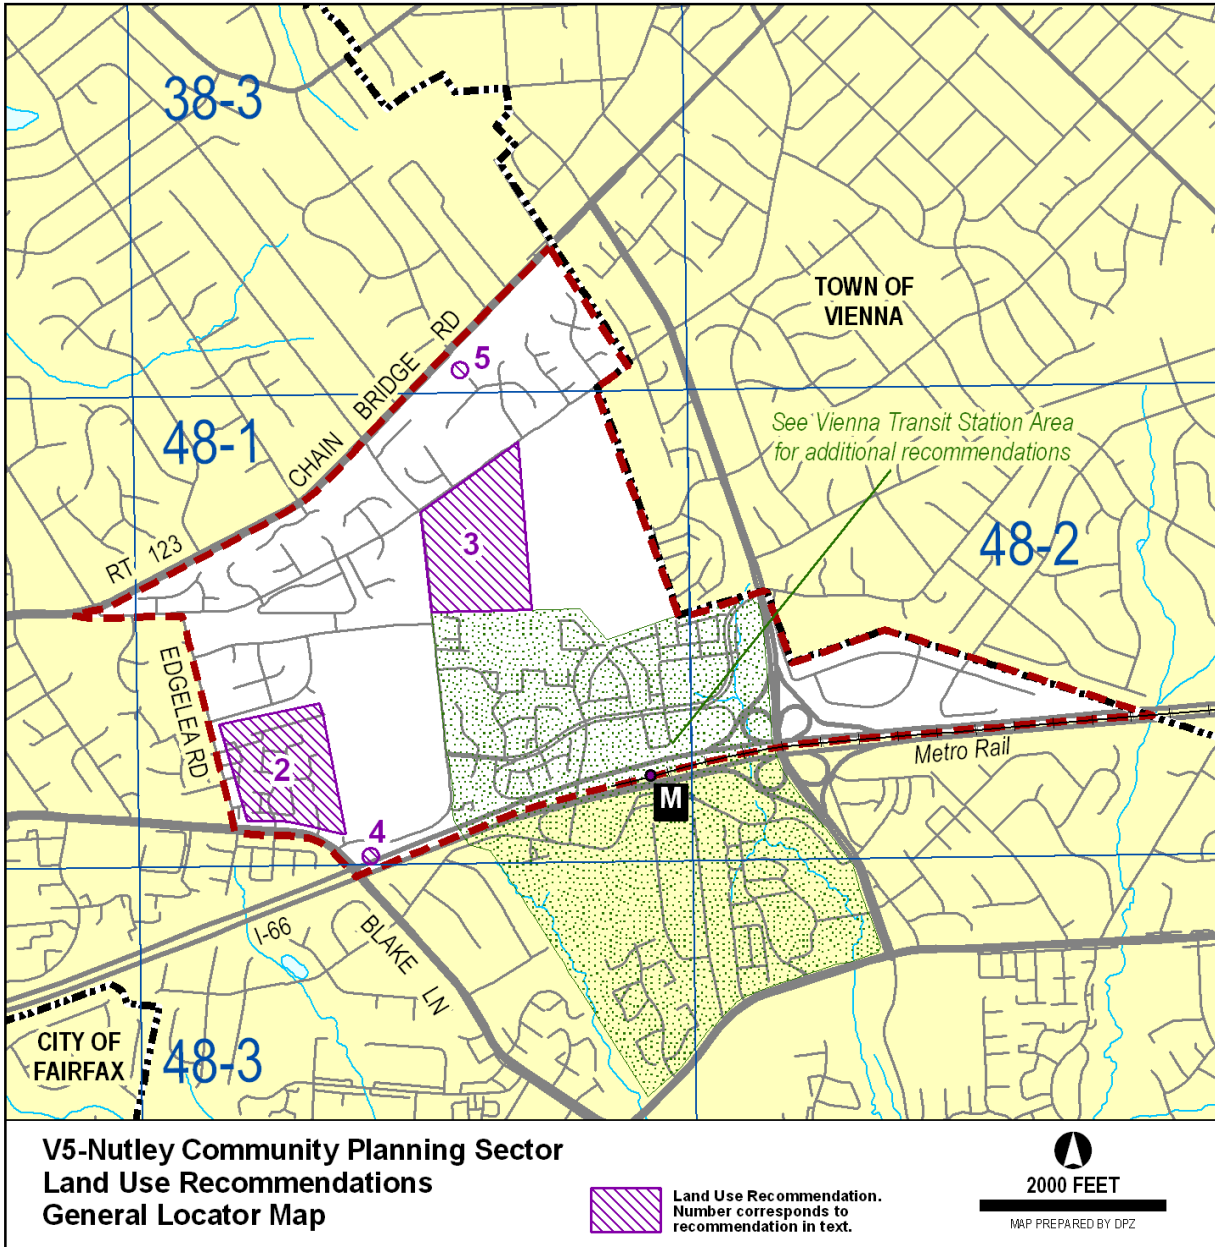 38-3
TOWN OF
VIENNA
CHAIN BRIDGE RD
5
See Vienna Transit Station Area
for additional recommendations
48-1
48-2
3
RT 123
EDGELEA RD
2
Metro Rail
M
4
I-66
BLAKE LN
CITY OF
FAIRFAX
48-3
V5-Nutley Community Planning Sector
Land Use Recommendations
General Locator Map
Land Use Recommendation.
Number corresponds to
recommendation in text.
2000 FEET
MAP PREPARED BY DPZ